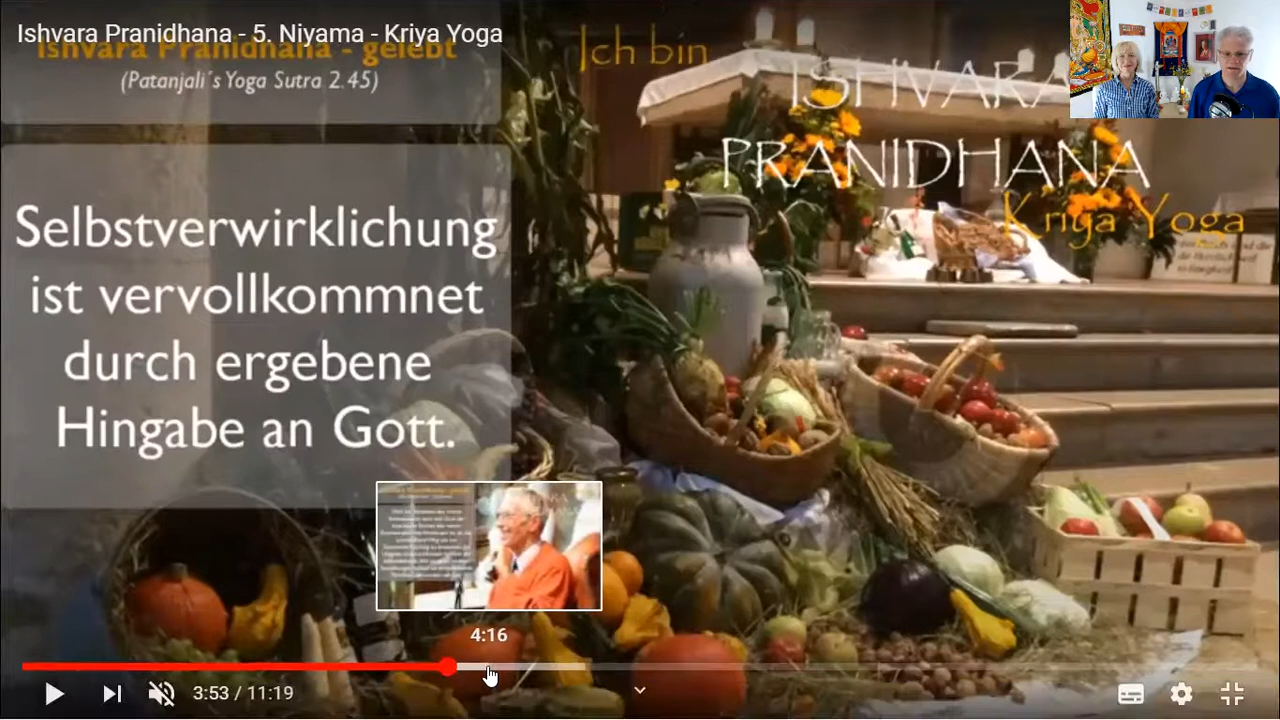 Ishvara Pranidhana - 5. Niyama - Kriya Yoga
Ishvara Pranidhana - gelebt
(Patanjali´s Yoga Sutra 2.45)
Ich bin
ISHVARA
PRANIDHANA
Kriya Yoga
Selbstverwirklichung
ist vervollkommnet
durch ergebene
Hingabe an Gott.
4:16
3:53 / 11:19